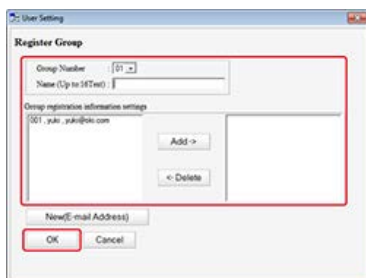 User Setting
Register Group
Group Number : 01
Name (Up to 16Text) :
Group registration information settings
001 , yuki , yuki@oki.com
Add ->
<- Delete
New(E-mail Address)
OK
Cancel